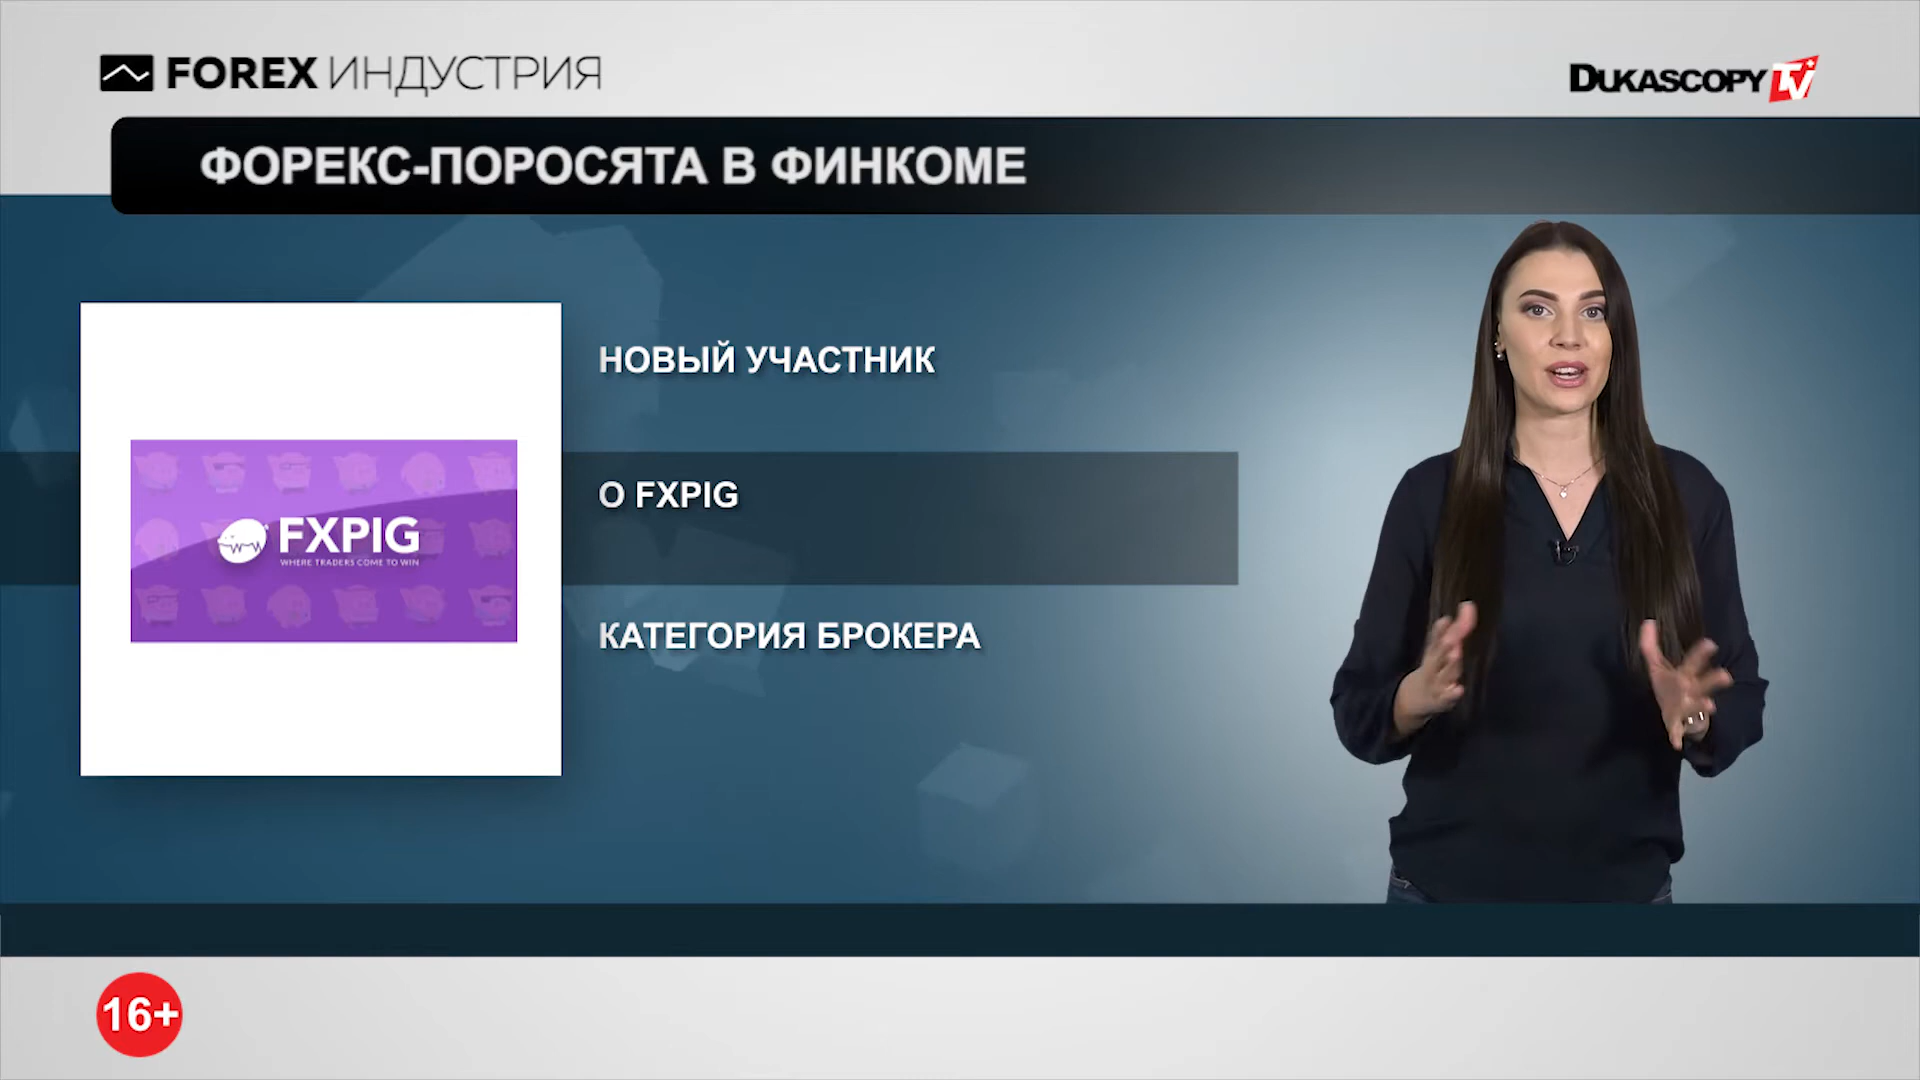 FOREX ИНДУСТРИЯ
DUKASCOPY TV
ФОРЕКС-ПОРОСЯТА В ФИНКОМЕ
НОВЫЙ УЧАСТНИК
О FXPIG
КАТЕГОРИЯ БРОКЕРА
FXPIG
WHERE TRADERS COME TO WIN
16+